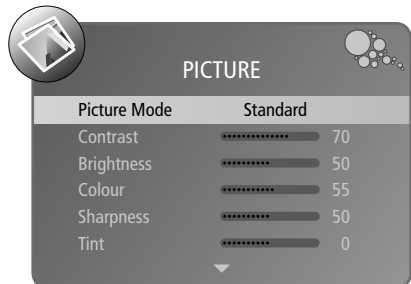 PICTURE
Picture Mode Standard
Contrast 70
Brightness 50
Colour 55
Sharpness 50
Tint 0